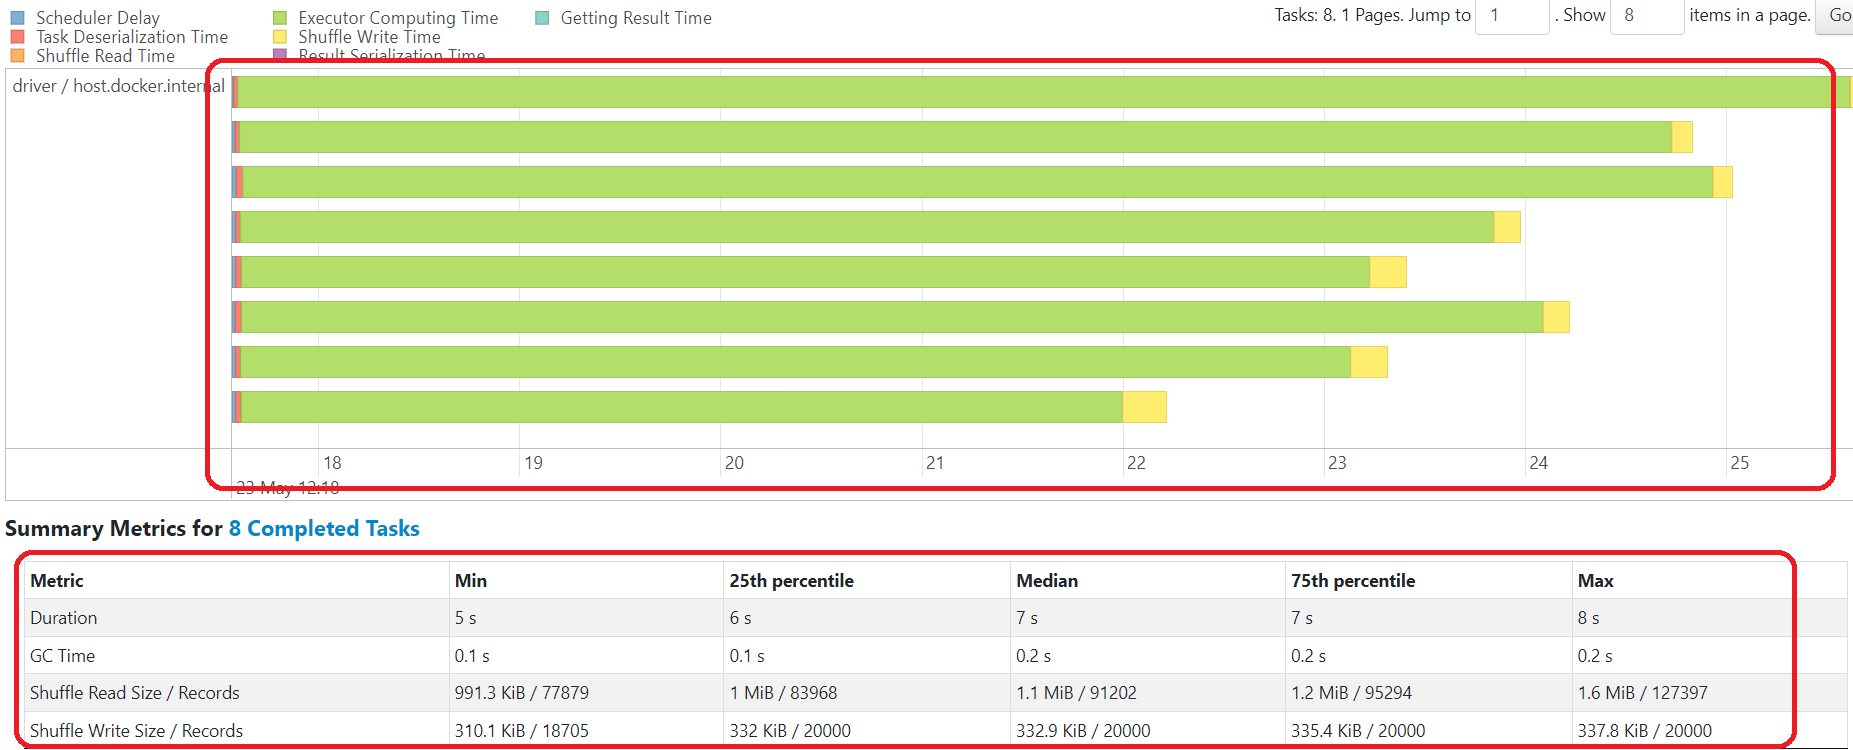 Scheduler Delay
Executor Computing Time
Getting Result Time
Tasks: 8. 1 Pages. Jump to 1 . Show 8 items in a page. Go
Task Deserialization Time
Shuffle Write Time
Shuffle Read Time
Result Serialization Time
driver / host.docker.internal
18 19 20 21 22 23 24 25
23 May 12:18
Summary Metrics for 8 Completed Tasks
Metric Min 25th percentile Median 75th percentile Max
Duration 5 s 6 s 7 s 7 s 8 s
GC Time 0.1 s 0.1 s 0.2 s 0.2 s 0.2 s
Shuffle Read Size / Records 991.3 KiB / 77879 1 MiB / 83968 1.1 MiB / 91202 1.2 MiB / 95294 1.6 MiB / 127397
Shuffle Write Size / Records 310.1 KiB / 18705 332 KiB / 20000 332.9 KiB / 20000 335.4 KiB / 20000 337.8 KiB / 20000